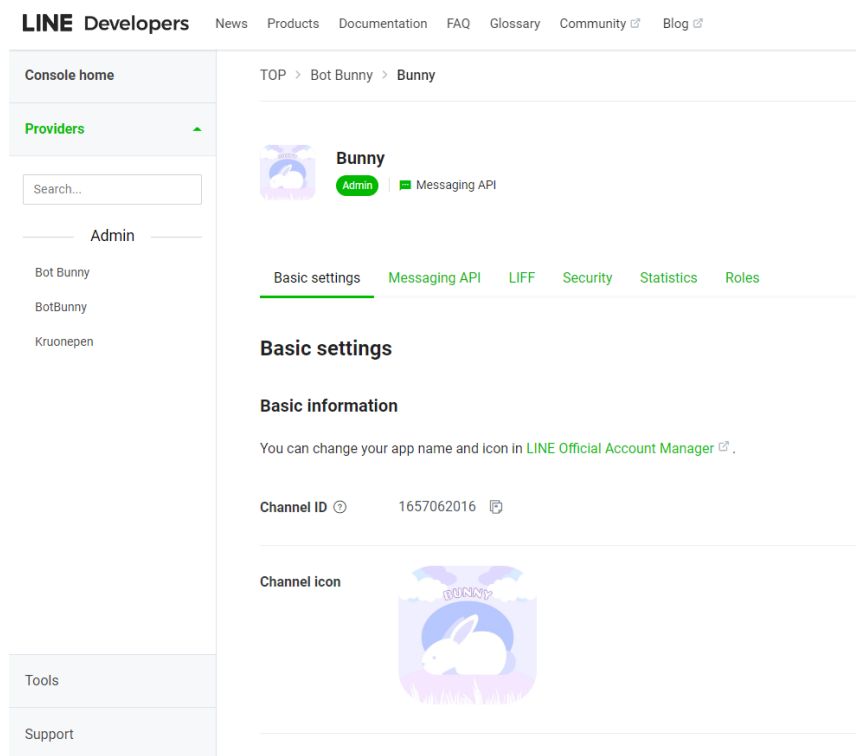 LINE Developers News Products Documentation FAQ Glossary Community Blog
Console home
Providers
Search...
Admin
Bot Bunny
BotBunny
Kruonepen
Tools
Support
TOP > Bot Bunny > Bunny
Bunny
Admin Messaging API
Basic settings Messaging API LIFF Security Statistics Roles
Basic settings
Basic information
You can change your app name and icon in LINE Official Account Manager .
Channel ID ? 1657062016
Channel icon
BUNNY